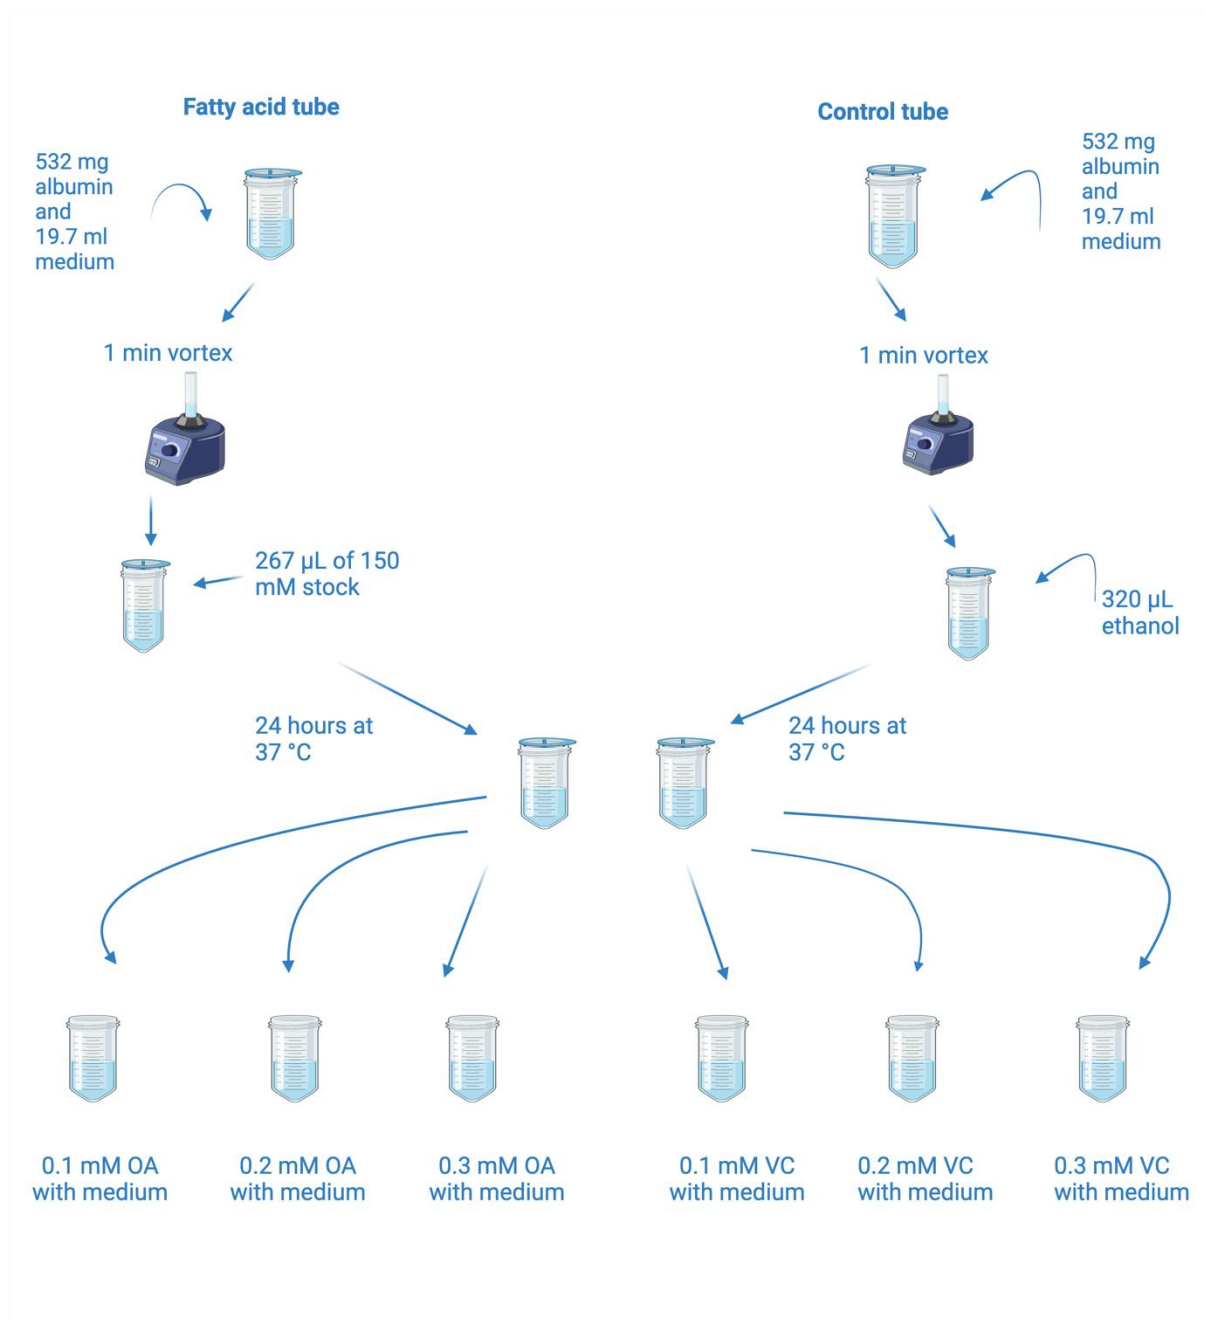 Fatty acid tube
Control tube
532 mg
albumin
and
19.7 ml
medium
532 mg
albumin
and
19.7 ml
medium
1 min vortex
1 min vortex
267 µL of 150
mM stock
320 µL
ethanol
24 hours at
37 °C
24 hours at
37 °C
0.1 mM OA
with medium
0.2 mM OA
with medium
0.3 mM OA
with medium
0.1 mM VC
with medium
0.2 mM VC
with medium
0.3 mM VC
with medium